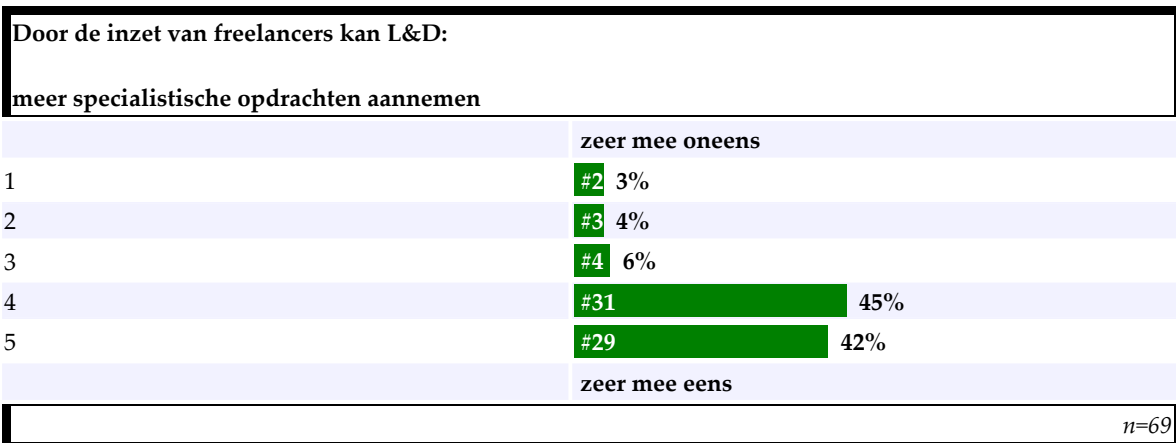 Door de inzet van freelancers kan L&D:
meer specialistische opdrachten aannemen
zeer mee oneens
1 #2 3%
2 #3 4%
3 #4 6%
4 #31 45%
5 #29 42%
zeer mee eens
n=69